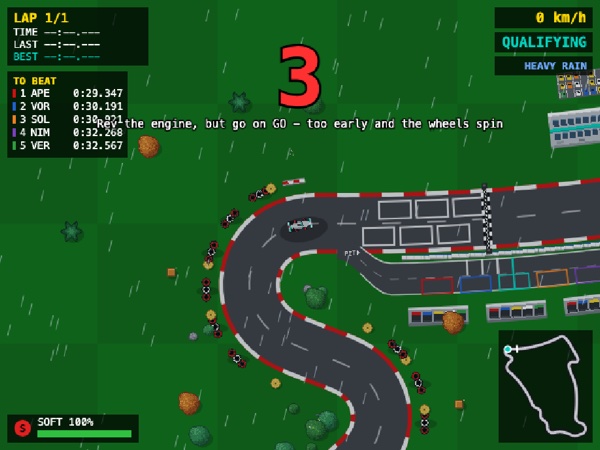 LAP 1/1
TIME --:--.---
LAST --:--.---
BEST --:--.---
0 km/h
QUALIFYING
HEAVY RAIN
3
TO BEAT
1 APE 0:29.347
2 VOR 0:30.191
3 SOL
4 NIM 0:32.268
5 VER 0:32.567
Rev the engine, but go on GO – too early and the wheels spin
PIT
S
SOFT 100%